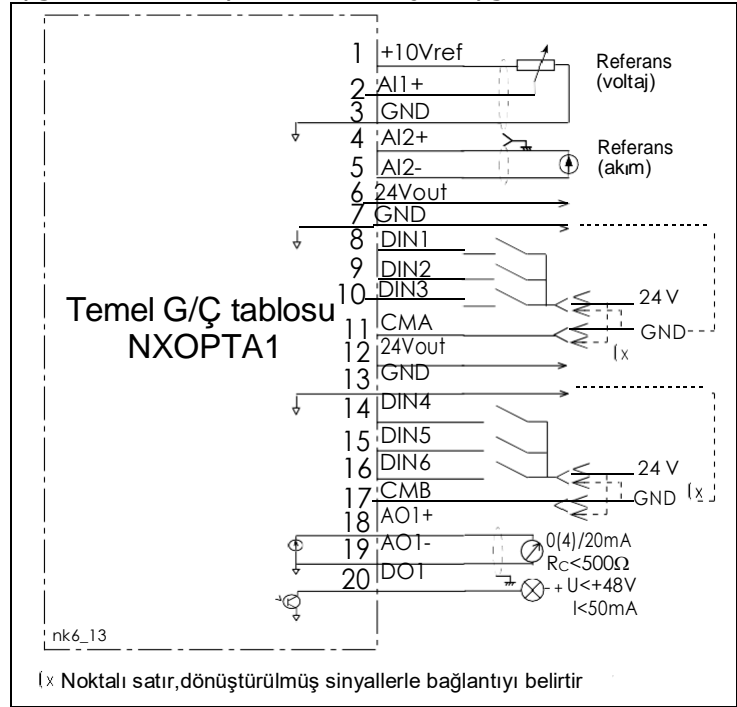 1 +10Vref
Referans
(voltaj)
2 AI1+
3 GND
4 AI2+
Referans
(akım)
5 AI2-
6 24Vout
7 GND
8 DIN1
9 DIN2
10 DIN3
24 V
Temel G/Ç tablosu
NXOPTA1
11 CMA
GND
12 24Vout
13 GND
14 DIN4
15 DIN5
16 DIN6
24 V
17 CMB
GND
18 AO1+
19 AO1-
0(4)/20mA
RC<500Ω
20 DO1
- + U<+48V
I<50mA
nk6_13
Noktalı satır,dönüştürülmüş sinyallerle bağlantıyı belirtir